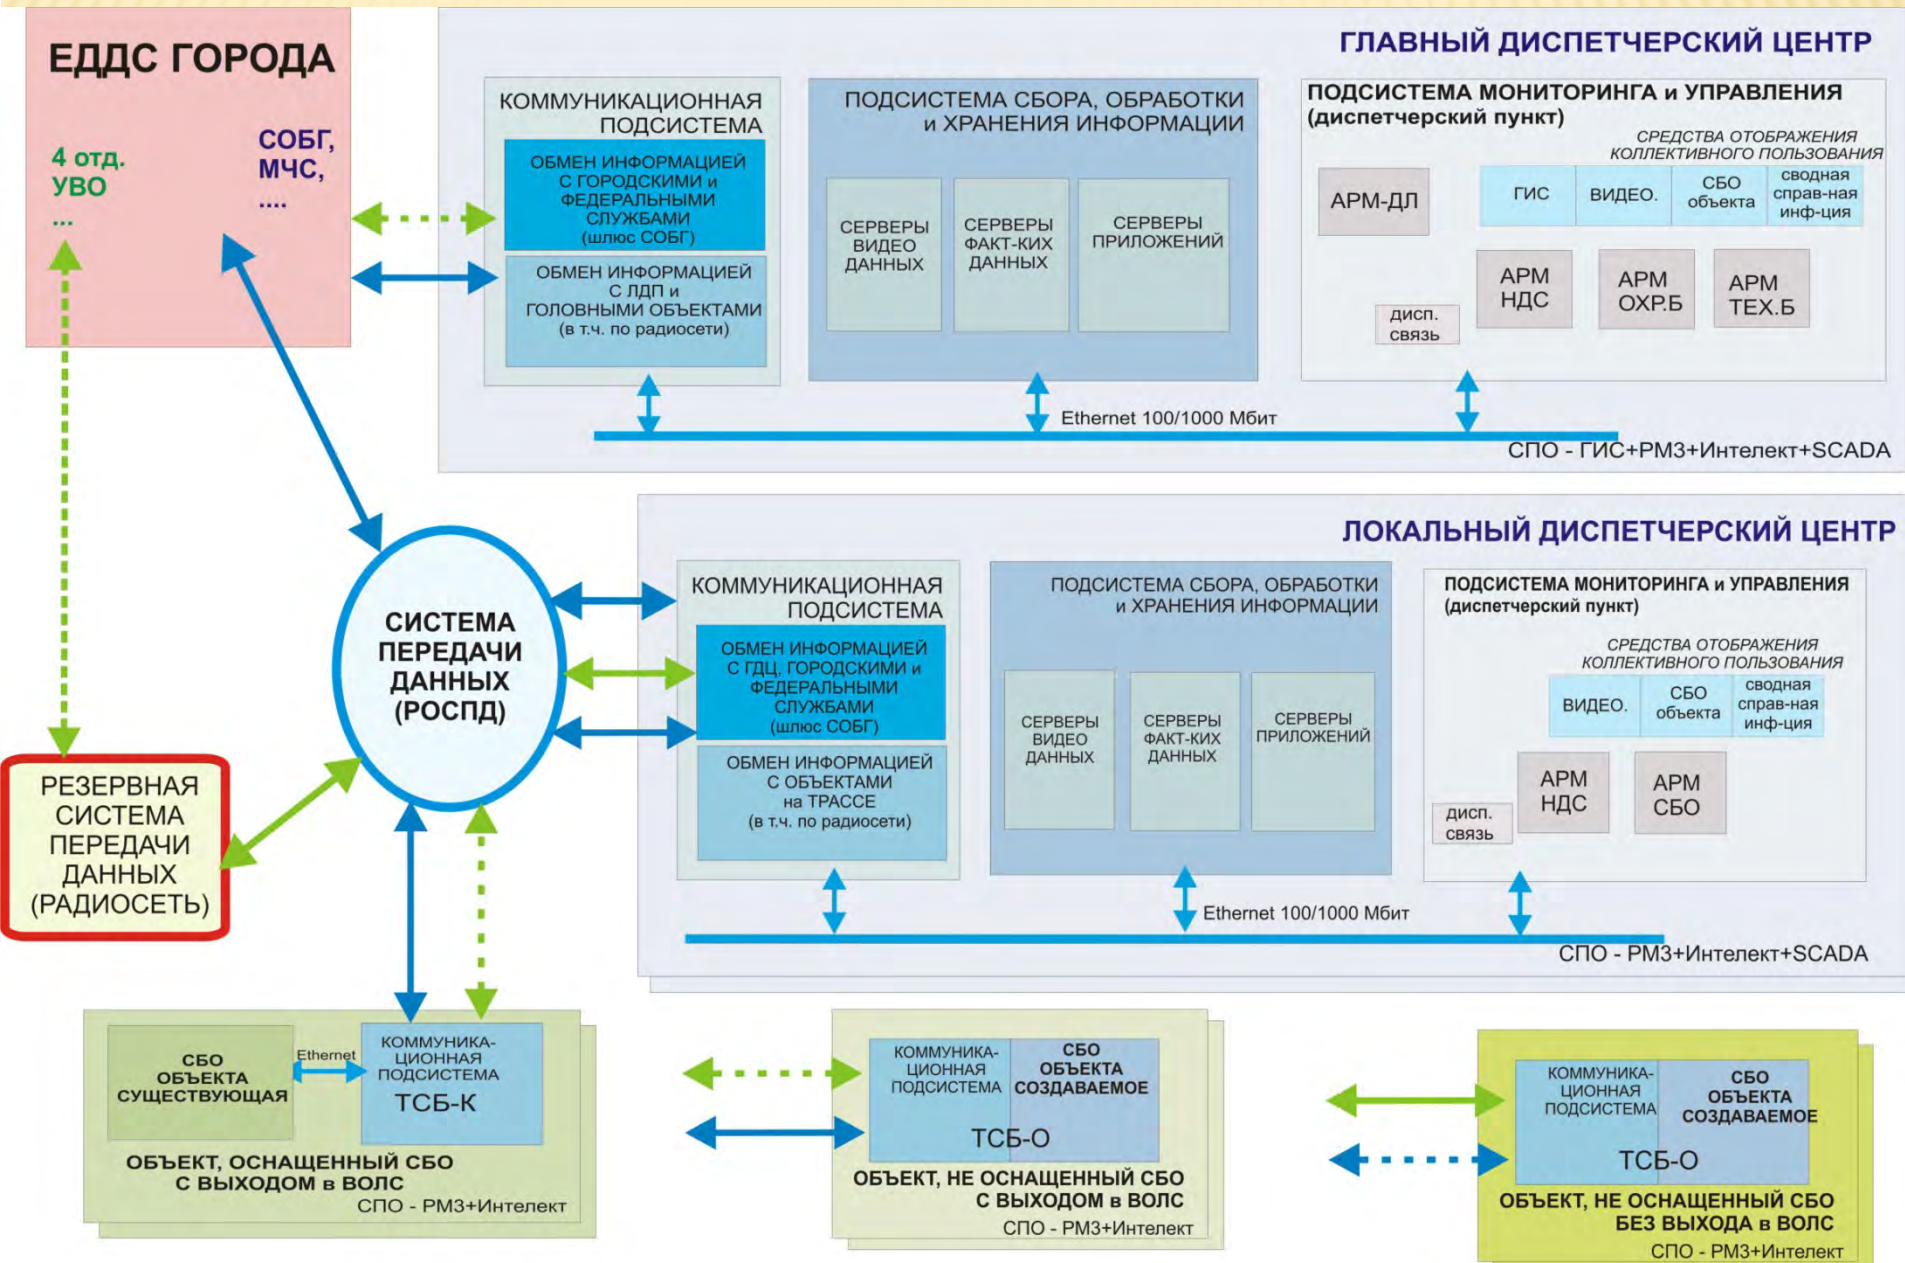 ЕДДС ГОРОДА
4 отд.
УВО
...
СОБГ,
МЧС,
....
ГЛАВНЫЙ ДИСПЕТЧЕРСКИЙ ЦЕНТР
КОММУНИКАЦИОННАЯ
ПОДСИСТЕМА
ОБМЕН ИНФОРМАЦИЕЙ
С ГОРОДСКИМИ и
ФЕДЕРАЛЬНЫМИ
СЛУЖБАМИ
(шлюс СОБГ)
ОБМЕН ИНФОРМАЦИЕЙ
С ЛДП и
ГОЛОВНЫМИ ОБЪЕКТАМИ
(в т.ч. по радиосети)
ПОДСИСТЕМА СБОРА, ОБРАБОТКИ
и ХРАНЕНИЯ ИНФОРМАЦИИ
СЕРВЕРЫ
ВИДЕО
ДАННЫХ
СЕРВЕРЫ
ФАКТ-КИХ
ДАННЫХ
СЕРВЕРЫ
ПРИЛОЖЕНИЙ
ПОДСИСТЕМА МОНИТОРИНГА и УПРАВЛЕНИЯ
(диспетчерский пункт)
СРЕДСТВА ОТОБРАЖЕНИЯ
КОЛЛЕКТИВНОГО ПОЛЬЗОВАНИЯ
АРМ-ДЛ
ГИС
ВИДЕО.
СБО
объекта
сводная
справ-ная
инф-ция
дисп.
связь
АРМ
НДС
АРМ
ОХР.Б
АРМ
ТЕХ.Б
Ethernet 100/1000 Мбит
СПО - ГИС+РМ3+Интелект+SCADA
СИСТЕМА
ПЕРЕДАЧИ
ДАННЫХ
(РОСПД)
РЕЗЕРВНАЯ
СИСТЕМА
ПЕРЕДАЧИ
ДАННЫХ
(РАДИОСЕТЬ)
ЛОКАЛЬНЫЙ ДИСПЕТЧЕРСКИЙ ЦЕНТР
КОММУНИКАЦИОННАЯ
ПОДСИСТЕМА
ОБМЕН ИНФОРМАЦИЕЙ
С ГДЦ, ГОРОДСКИМИ и
ФЕДЕРАЛЬНЫМИ
СЛУЖБАМИ
(шлюс СОБГ)
ОБМЕН ИНФОРМАЦИЕЙ
С ОБЪЕКТАМИ
на ТРАССЕ
(в т.ч. по радиосети)
ПОДСИСТЕМА СБОРА, ОБРАБОТКИ
и ХРАНЕНИЯ ИНФОРМАЦИИ
СЕРВЕРЫ
ВИДЕО
ДАННЫХ
СЕРВЕРЫ
ФАКТ-КИХ
ДАННЫХ
СЕРВЕРЫ
ПРИЛОЖЕНИЙ
ПОДСИСТЕМА МОНИТОРИНГА и УПРАВЛЕНИЯ
(диспетчерский пункт)
СРЕДСТВА ОТОБРАЖЕНИЯ
КОЛЛЕКТИВНОГО ПОЛЬЗОВАНИЯ
ВИДЕО.
СБО
объекта
сводная
справ-ная
инф-ция
дисп.
связь
АРМ
НДС
АРМ
СБО
Ethernet 100/1000 Мбит
СПО - РМ3+Интелект+SCADA
СБО
ОБЪЕКТА
СУЩЕСТВУЮЩАЯ
Ethernet
КОММУНИКА-
ЦИОННАЯ
ПОДСИСТЕМА
ТСБ-К
ОБЪЕКТ, ОСНАЩЕННЫЙ СБО
С ВЫХОДОМ в ВОЛС
СПО - РМ3+Интелект
КОММУНИКА-
ЦИОННАЯ
ПОДСИСТЕМА
СБО
ОБЪЕКТА
СОЗДАВАЕМОЕ
ТСБ-О
ОБЪЕКТ, НЕ ОСНАЩЕННЫЙ СБО
С ВЫХОДОМ в ВОЛС
СПО - РМ3+Интелект
КОММУНИКА-
ЦИОННАЯ
ПОДСИСТЕМА
СБО
ОБЪЕКТА
СОЗДАВАЕМОЕ
ТСБ-О
ОБЪЕКТ, НЕ ОСНАЩЕННЫЙ СБО
БЕЗ ВЫХОДА в ВОЛС
СПО - РМ3+Интелект